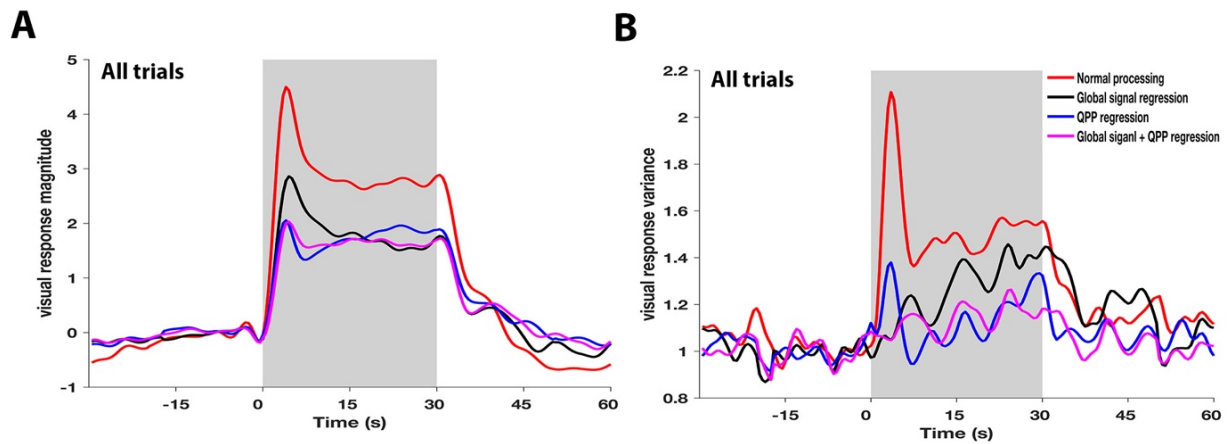 A
All trials
visual response magnitude
5
4
3
2
1
0
-1
-15
0
15
30
45
60
Time (s)
B
All trials
visual response variance
2.2
2
1.8
1.6
1.4
1.2
1
0.8
-15
0
15
30
45
60
Time (s)
Normal processing
Global signal regression
QPP regression
Global siganl + QPP regression